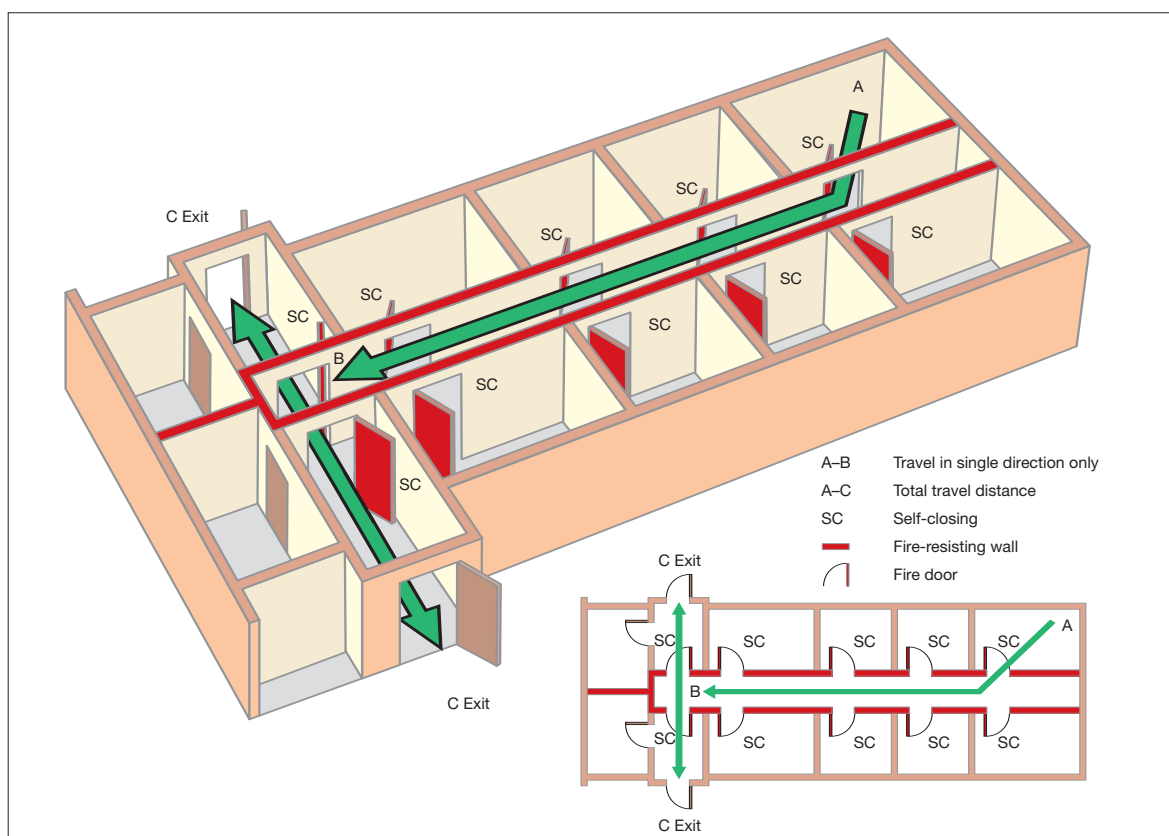 A
SC
C Exit
SC
SC
SC
SC
SC
SC
B
SC
SC
SC
SC
C Exit
A–B Travel in single direction only
A–C Total travel distance
SC Self-closing
Fire-resisting wall
Fire door
C Exit
A
SC SC SC SC SC
B
SC SC SC SC SC
C Exit